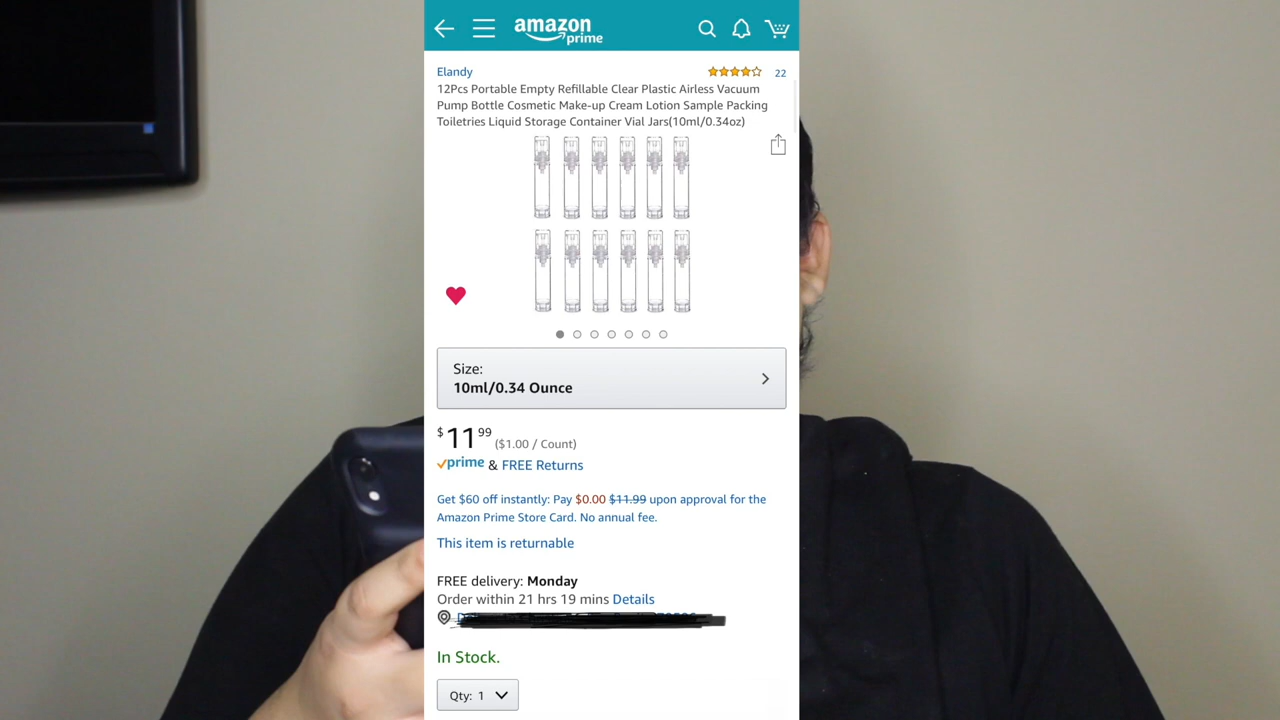 amazon
prime
Elandy 22
12Pcs Portable Empty Refillable Clear Plastic Airless Vacuum
Pump Bottle Cosmetic Make-up Cream Lotion Sample Packing
Toiletries Liquid Storage Container Vial Jars(10ml/0.34oz)
Size:
10ml/0.34 Ounce
$11.99 ($1.00 / Count)
prime & FREE Returns
Get $60 off instantly: Pay $0.00 $11.99 upon approval for the
Amazon Prime Store Card. No annual fee.
This item is returnable
FREE delivery: Monday
Order within 21 hrs 19 mins Details
In Stock.
Qty: 1